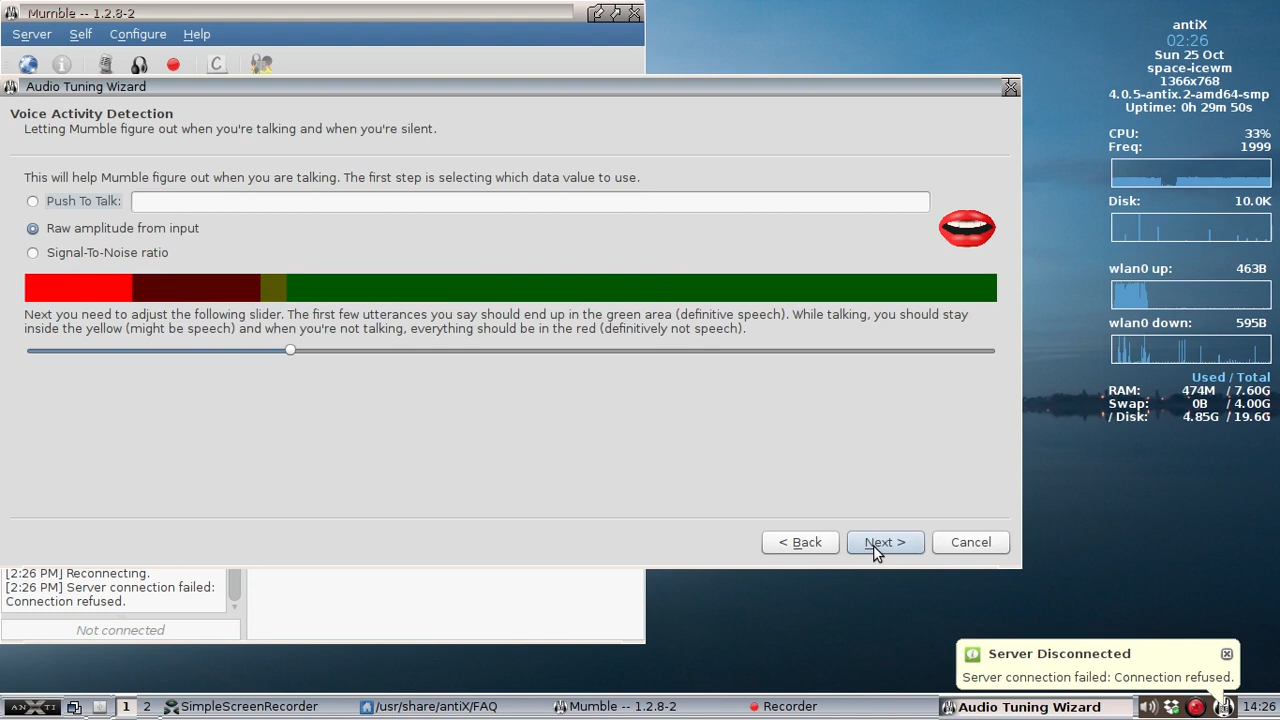 Mumble -- 1.2.8-2
Server Self Configure Help
Audio Tuning Wizard
Voice Activity Detection
Letting Mumble figure out when you're talking and when you're silent.
This will help Mumble figure out when you are talking. The first step is selecting which data value to use.
Push To Talk:
Raw amplitude from input
Signal-To-Noise ratio
Next you need to adjust the following slider. The first few utterances you say should end up in the green area (definitive speech). While talking, you should stay
inside the yellow (might be speech) and when you're not talking, everything should be in the red (definitively not speech).
< Back Next > Cancel
[2:26 PM] Reconnecting.
[2:26 PM] Server connection failed:
Connection refused.
Not connected
antiX
02:26
Sun 25 Oct
space-icewm
1366x768
4.0.5-antix.2-amd64-smp
Uptime: 0h 29m 50s
CPU: 33%
Freq: 1999
Disk: 10.0K
wlan0 up: 463B
wlan0 down: 595B
Used / Total
RAM: 474M / 7.60G
Swap: 0B / 4.00G
/ Disk: 4.85G / 19.6G
Server Disconnected
Server connection failed: Connection refused.
ANXTI 1 2 SimpleScreenRecorder /usr/share/antiX/FAQ Mumble -- 1.2.8-2 Recorder Audio Tuning Wizard 14:26